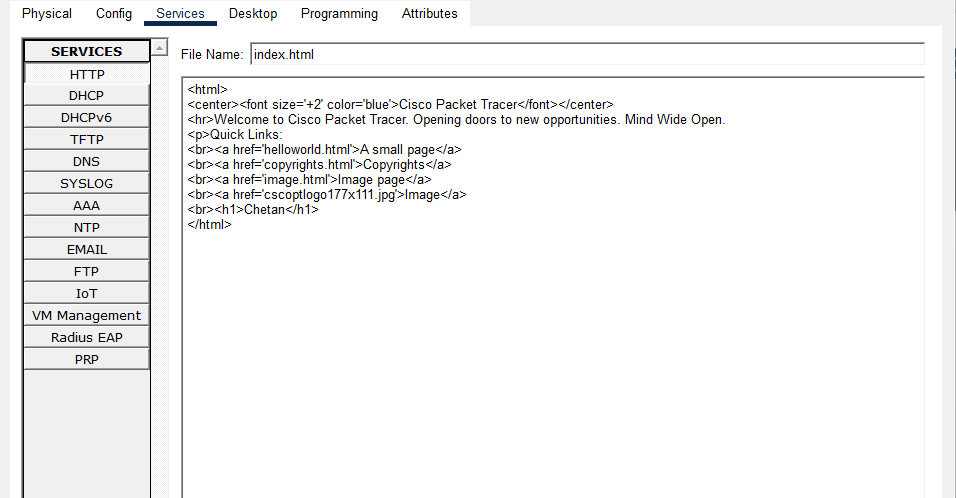 Physical Config Services Desktop Programming Attributes
SERVICES
HTTP
DHCP
DHCPv6
TFTP
DNS
SYSLOG
AAA
NTP
EMAIL
FTP
IoT
VM Management
Radius EAP
PRP
File Name: index.html
<html>
<center><font size='+2' color='blue'>Cisco Packet Tracer</font></center>
<hr>Welcome to Cisco Packet Tracer. Opening doors to new opportunities. Mind Wide Open.
<p>Quick Links:
<br><a href='helloworld.html'>A small page</a>
<br><a href='copyrights.html'>Copyrights</a>
<br><a href='image.html'>Image page</a>
<br><a href='cscoptlogo177x111.jpg'>Image</a>
<br><h1>Chetan</h1>
</html>